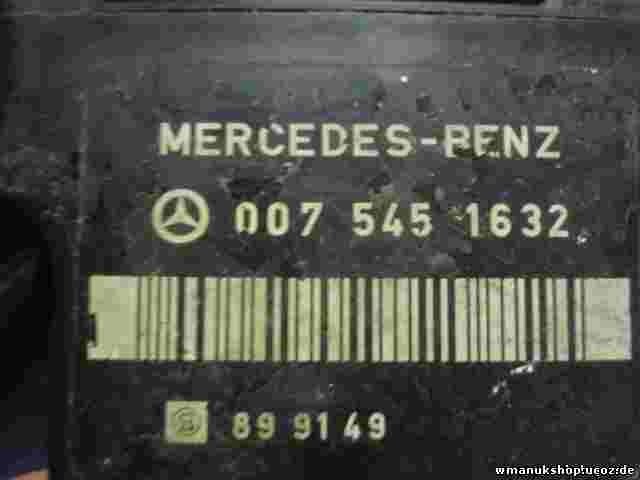 MERCEDES-BENZ
007 545 1632
89 91 49
wmanukshop.ucoz.de